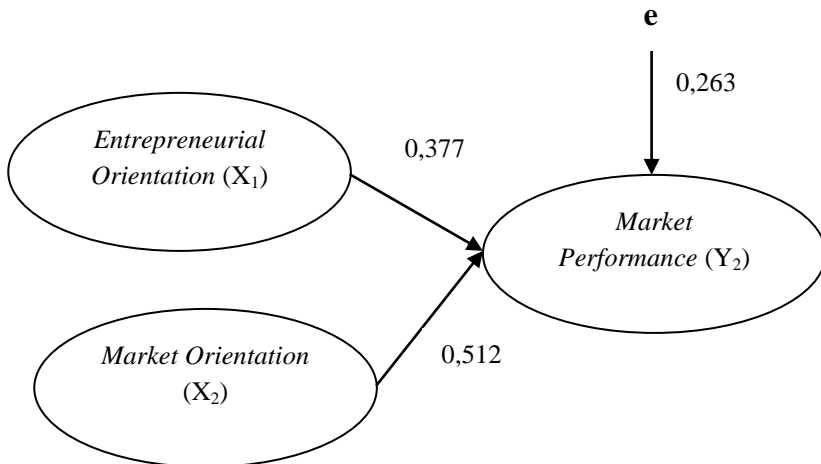 e
0,263
Entrepreneurial
Orientation (X₁)
0,377
Market
Performance (Y₂)
Market Orientation
(X₂)
0,512